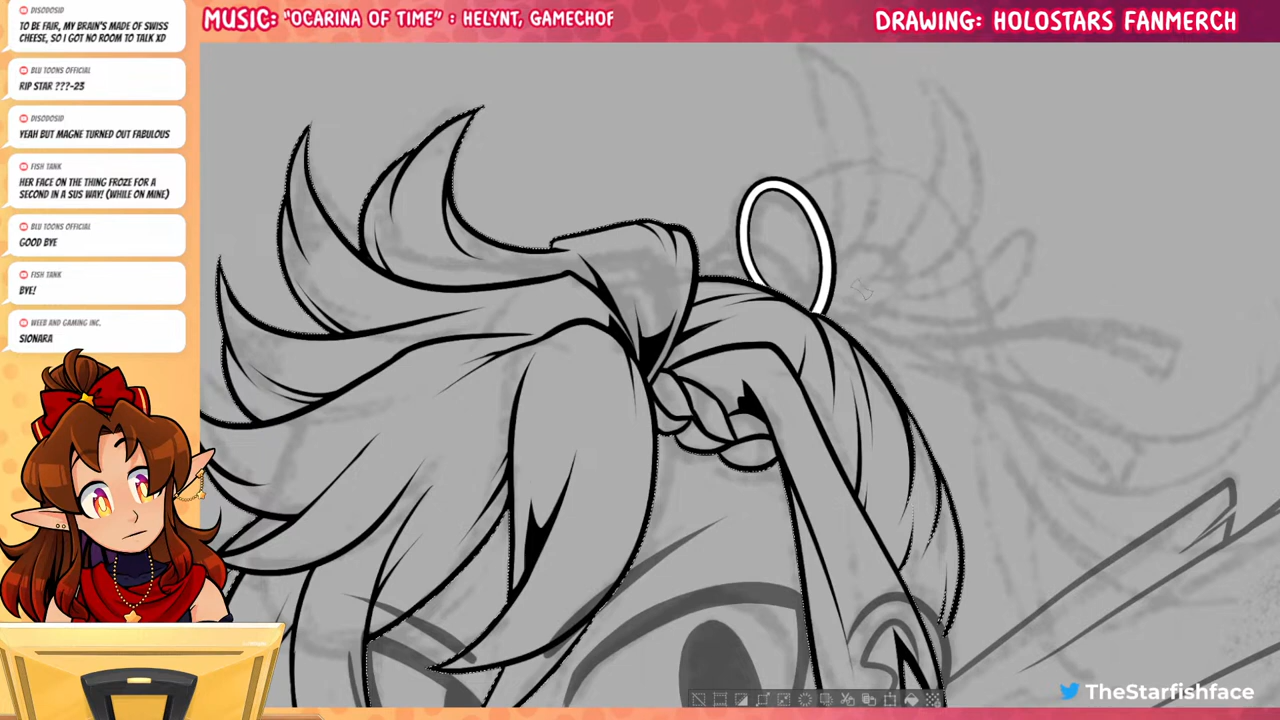 MUSIC: "OCARINA OF TIME" : HELYNT, GAMECHOF
DRAWING: HOLOSTARS FANMERCH
DISODOSID
TO BE FAIR, MY BRAIN'S MADE OF SWISS
CHEESE, SO I GOT NO ROOM TO TALK XD
BLU TOONS OFFICIAL
RIP STAR ???-23
DISODOSID
YEAH BUT MAGNE TURNED OUT FABULOUS
FISH TANK
HER FACE ON THE THING FROZE FOR A
SECOND IN A SUS WAY! (WHILE ON MINE)
BLU TOONS OFFICIAL
GOOD BYE
FISH TANK
BYE!
WEEB AND GAMING INC.
SIONARA
TheStarfishface